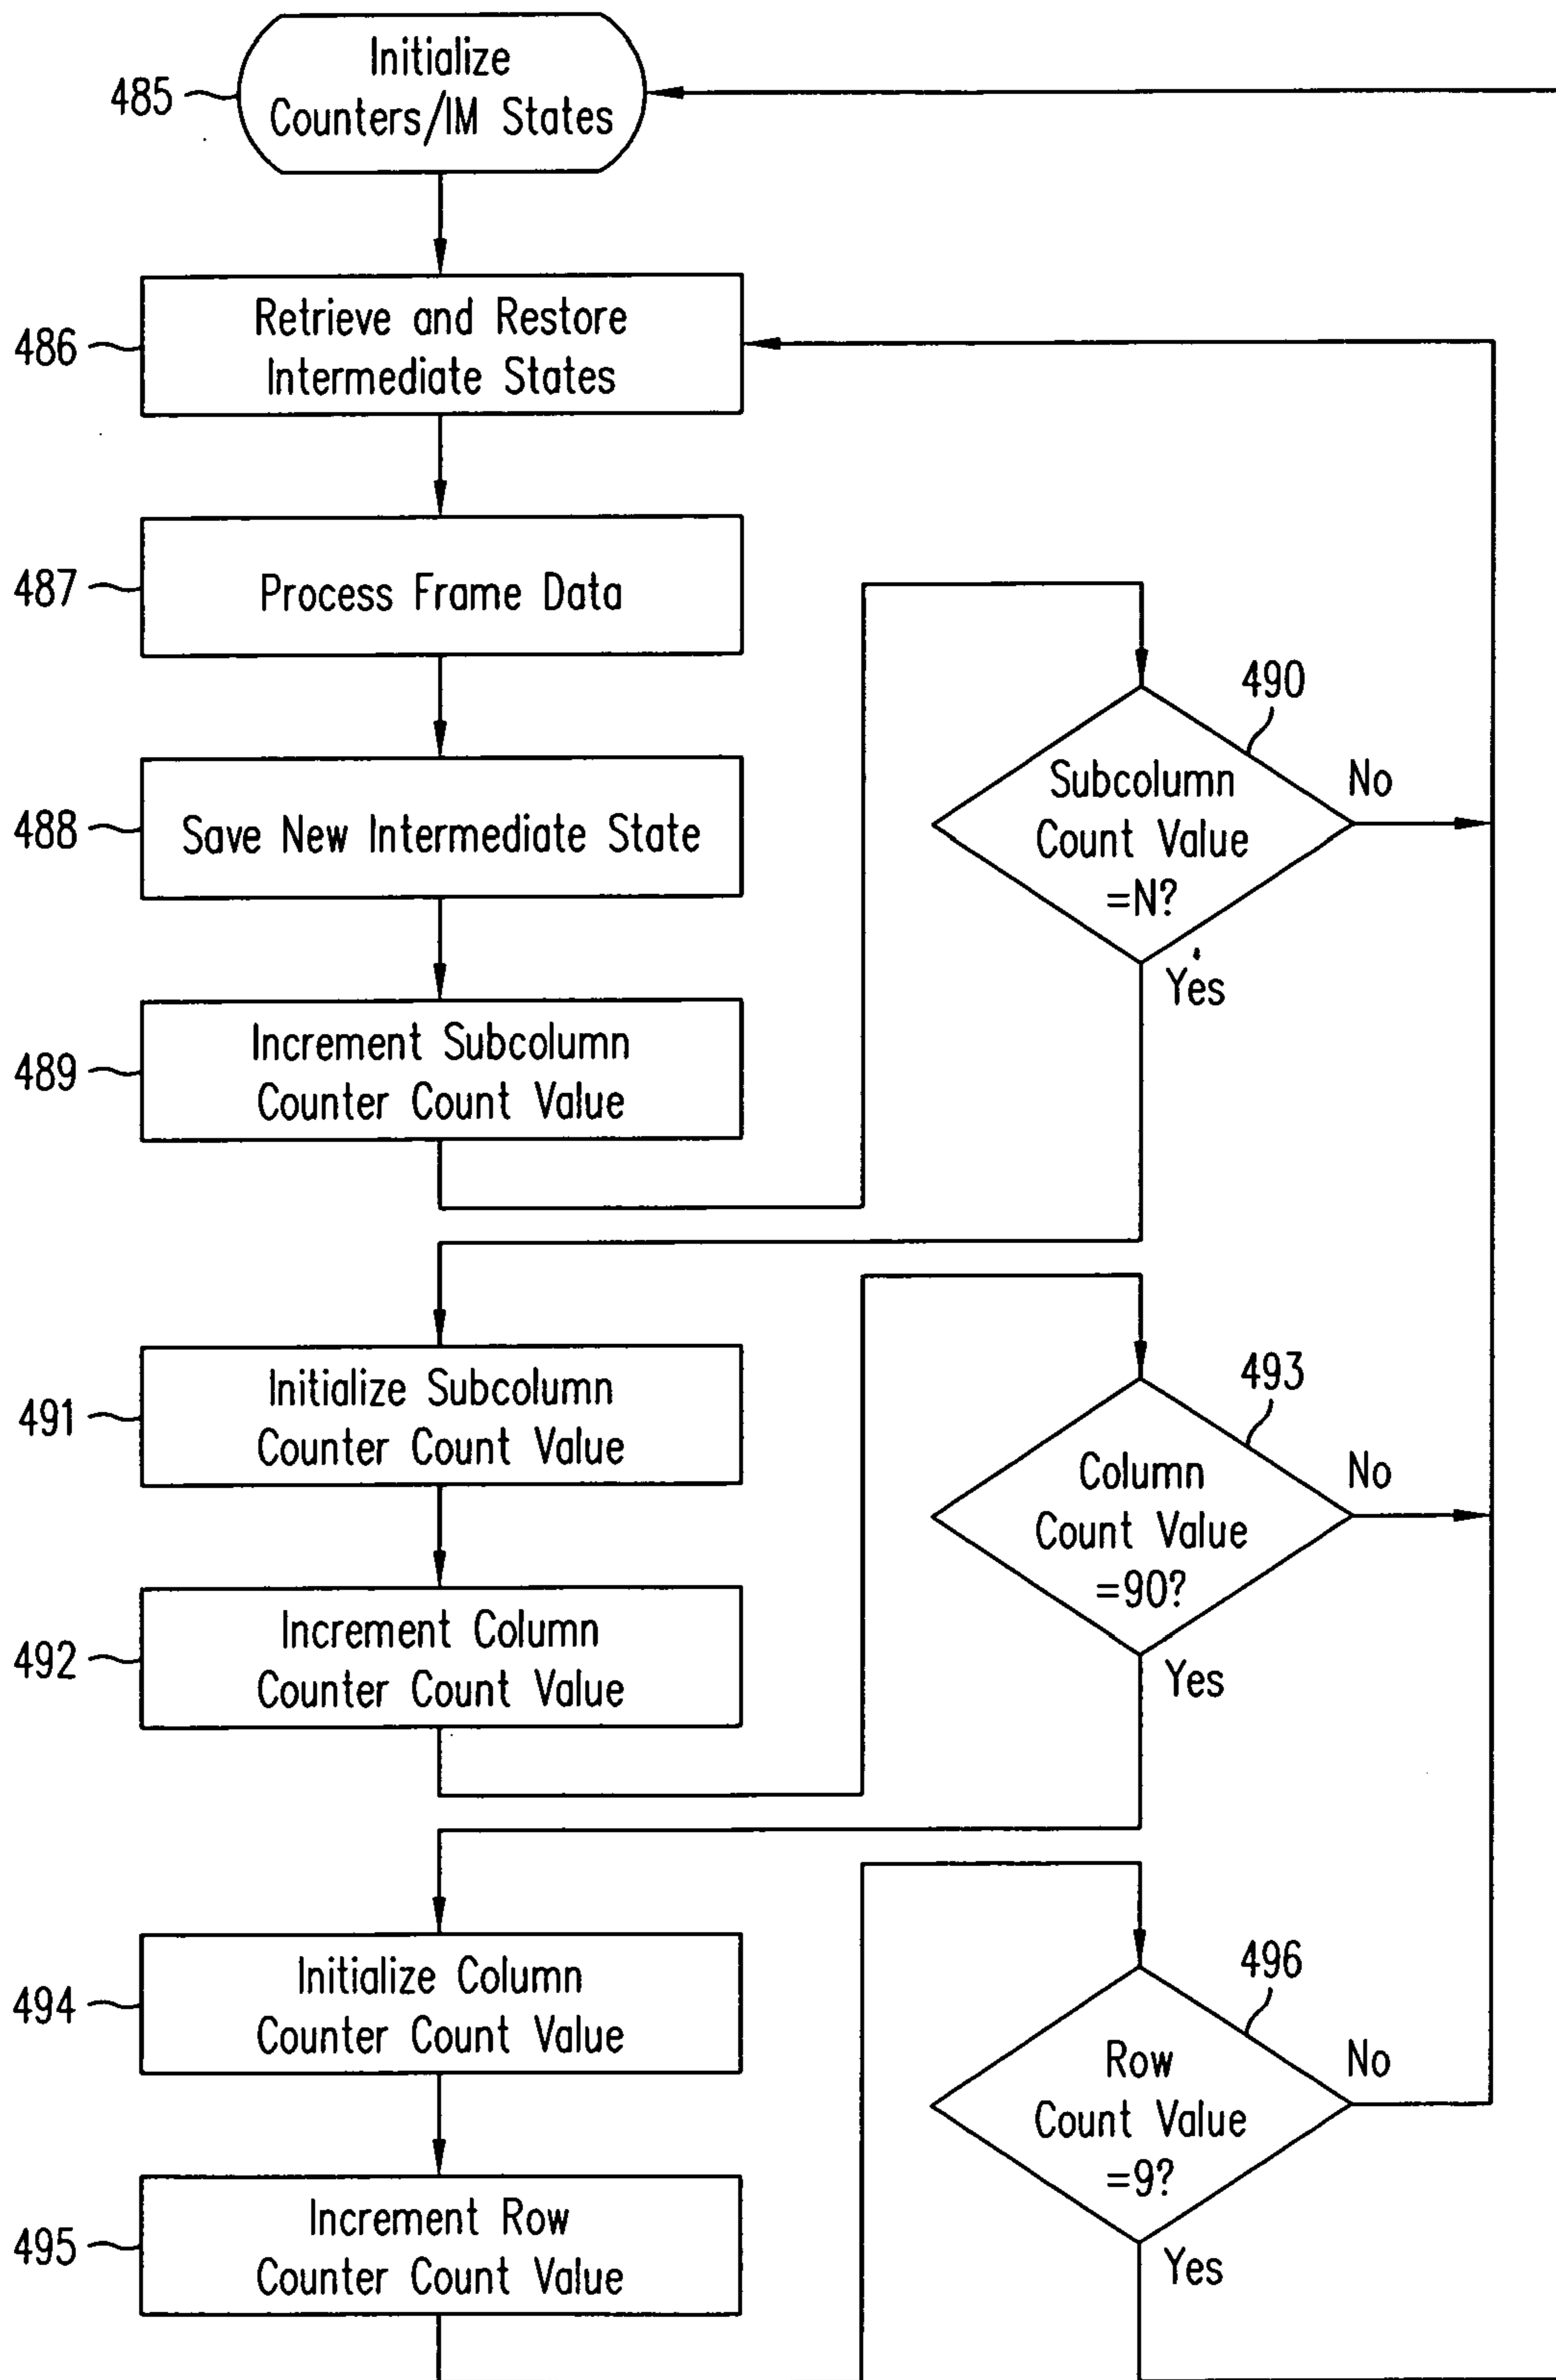 Initialize
Counters/IM States
485
Retrieve and Restore
Intermediate States
486
Process Frame Data
487
Save New Intermediate State
488
Increment Subcolumn
Counter Count Value
489
490
Subcolumn
Count Value
=N?
No
Yes
Initialize Subcolumn
Counter Count Value
491
Increment Column
Counter Count Value
492
493
Column
Count Value
=90?
No
Yes
Initialize Column
Counter Count Value
494
Increment Row
Counter Count Value
495
496
Row
Count Value
=9?
No
Yes